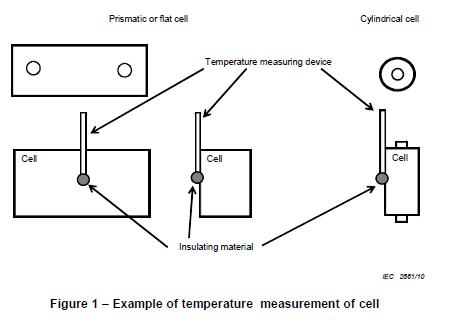 Prismatic or flat cell
Cylindrical cell
Temperature measuring device
Cell
Cell
Cell
Insulating material
IEC 2661/10
Figure 1 – Example of temperature measurement of cell